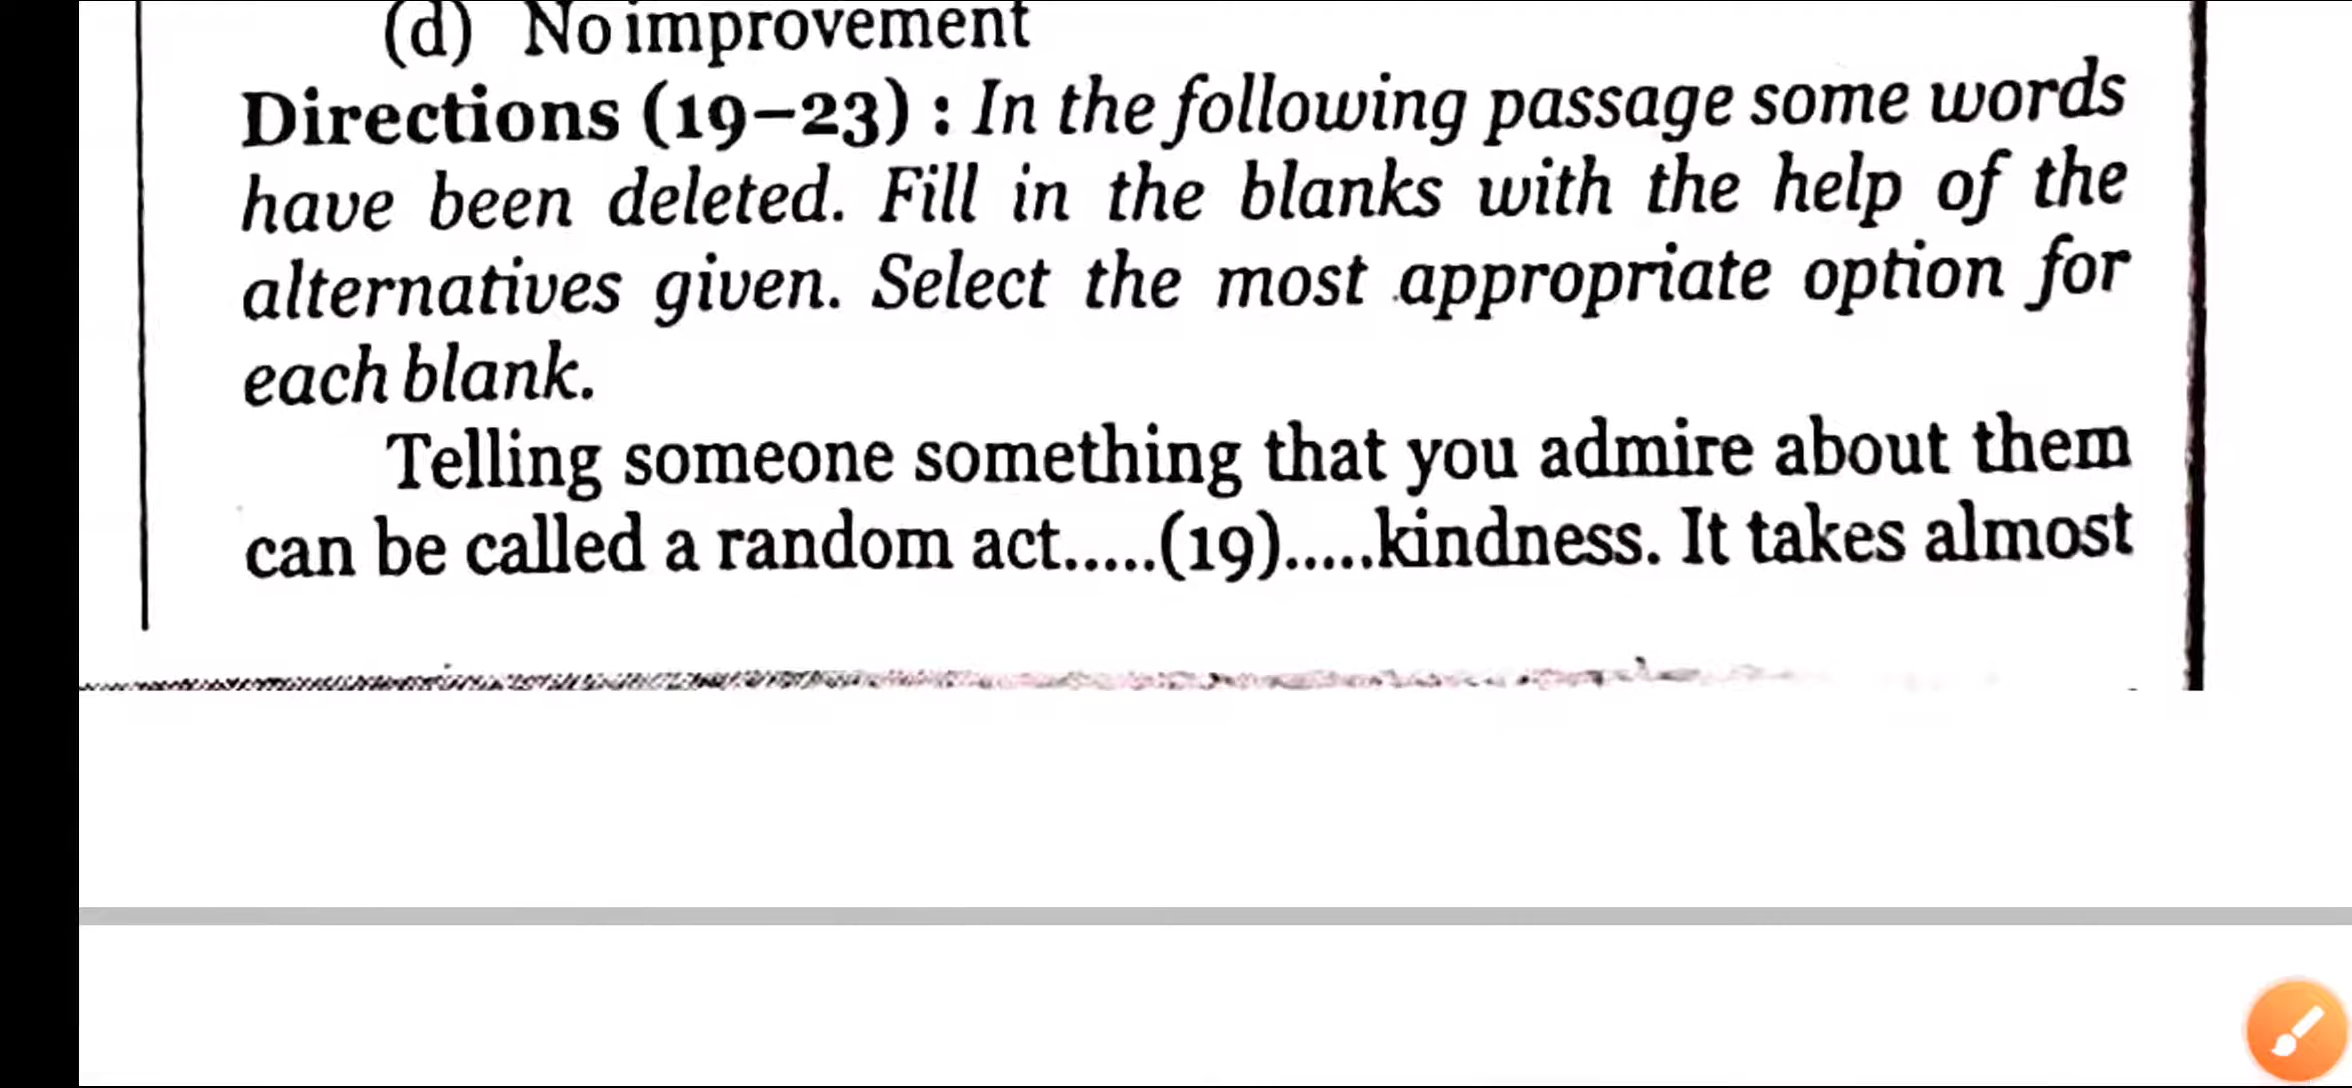 (d) No improvement
Directions (19–23) : In the following passage some words
have been deleted. Fill in the blanks with the help of the
alternatives given. Select the most appropriate option for
each blank.
Telling someone something that you admire about them
can be called a random act.....(19).....kindness. It takes almost